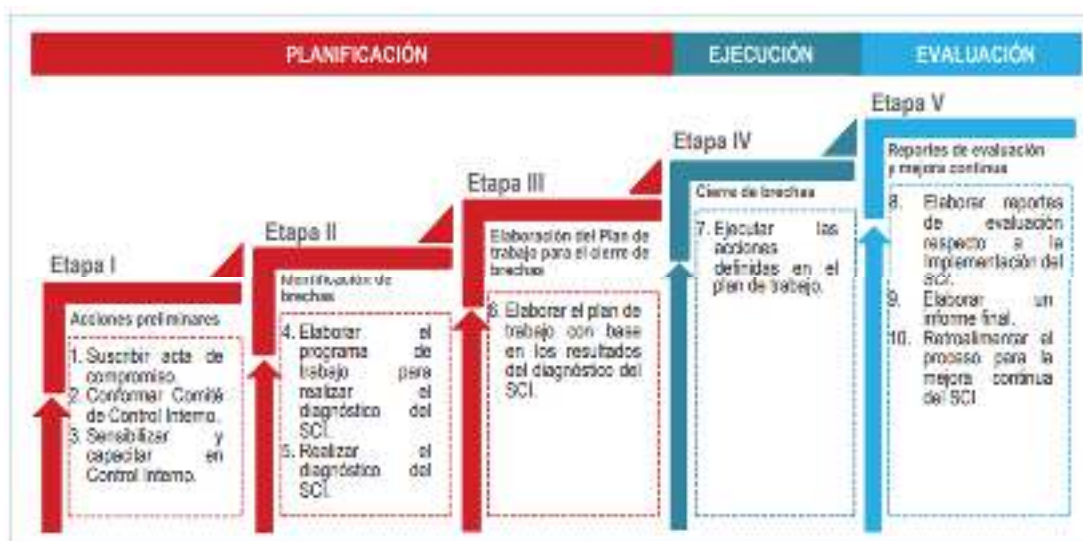 PLANIFICACIÓN
EJECUCIÓN
EVALUACIÓN
Etapa I
Acciones preliminares
1. Suscribir acta de
compromiso.
2. Conformar Comité
de Control Interno.
3. Sensibilizar y
capacitar en
Control Interno.
Etapa II
Identificación de
brechas
4. Elaborar el
programa de
trabajo para
realizar el
diagnóstico del
SCI.
5. Realizar el
diagnóstico del
SCI.
Etapa III
Elaboración del Plan de
trabajo para el cierre de
brechas
6. Elaborar el plan de
trabajo con base
en los resultados
del diagnóstico del
SCI.
Etapa IV
Cierre de brechas
7. Ejecutar las
acciones
definidas en el
plan de trabajo.
Etapa V
Reportes de evaluación
y mejora continua
8. Elaborar reportes
de evaluación
respecto a la
implementación del
SCI.
9. Elaborar un
informe final.
10. Retroalimentar el
proceso para la
mejora continua
del SCI